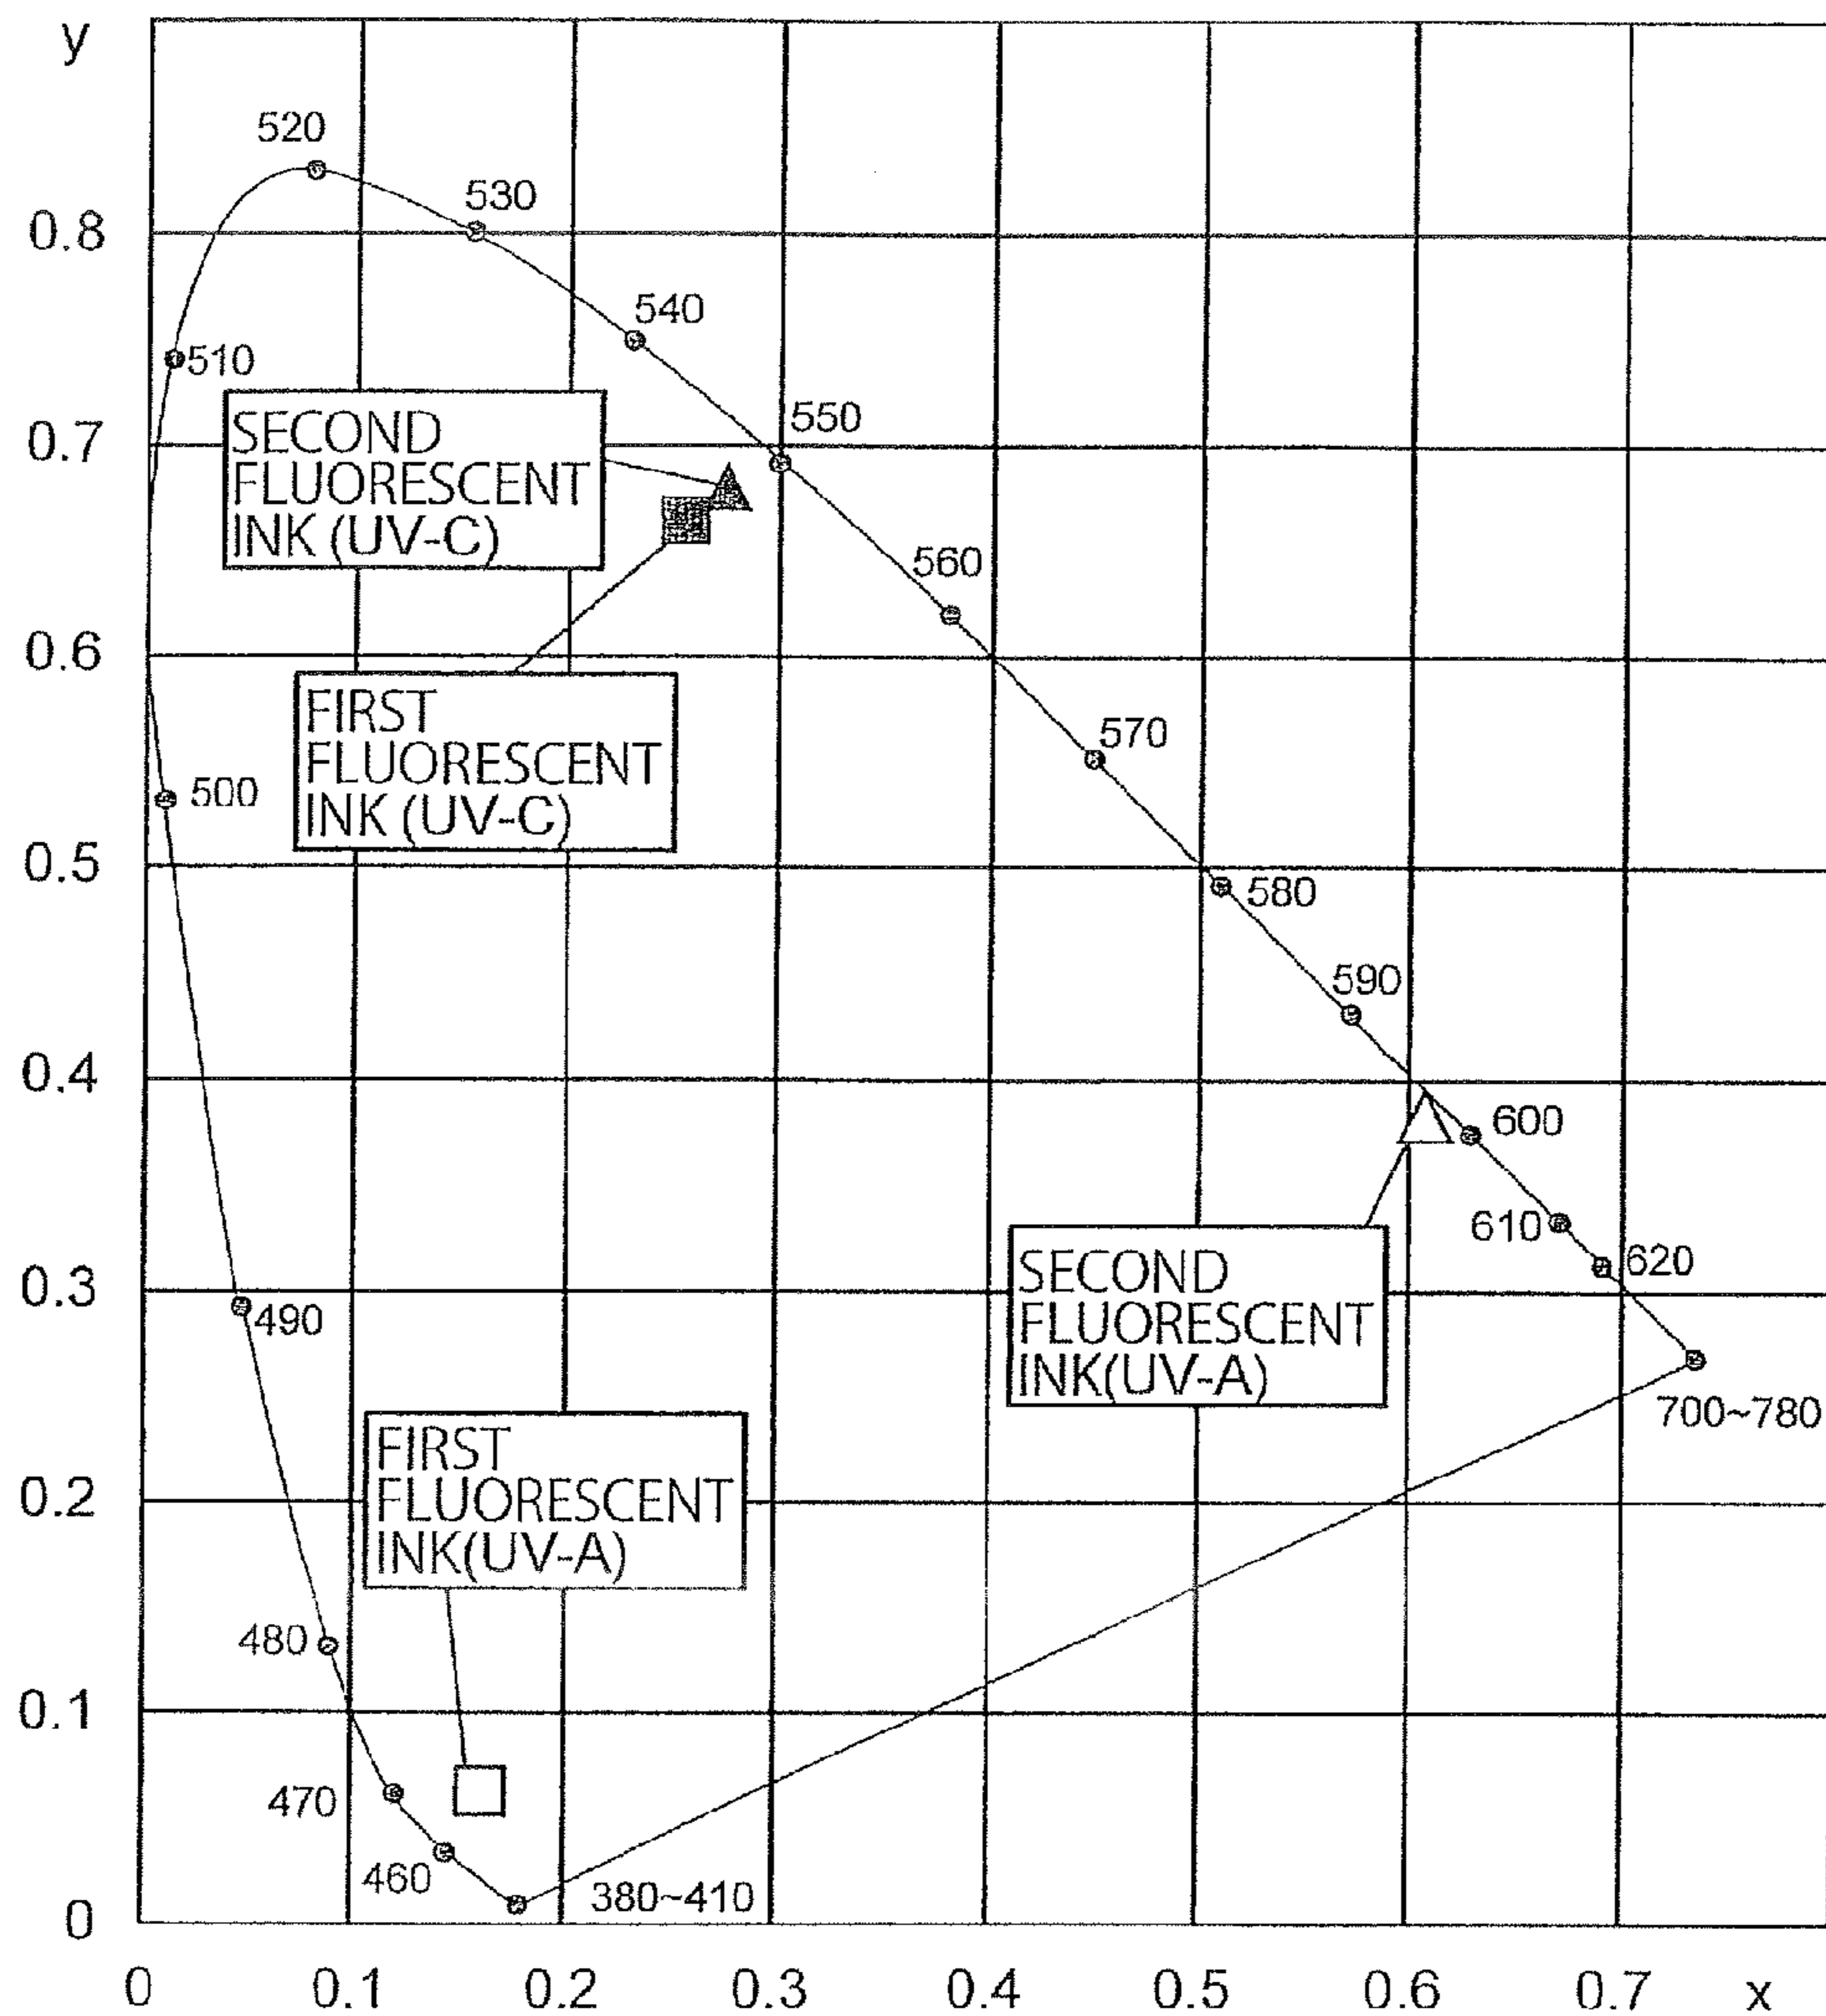 y
520
530
0.8
540
510
550
SECOND
FLUORESCENT
INK (UV-C)
0.7
560
0.6
FIRST
FLUORESCENT
INK (UV-C)
570
500
0.5
580
590
0.4
600
610
620
SECOND
FLUORESCENT
INK(UV-A)
0.3
490
700~780
FIRST
FLUORESCENT
INK(UV-A)
0.2
480
0.1
470
460
380~410
0
0 0.1 0.2 0.3 0.4 0.5 0.6 0.7 x